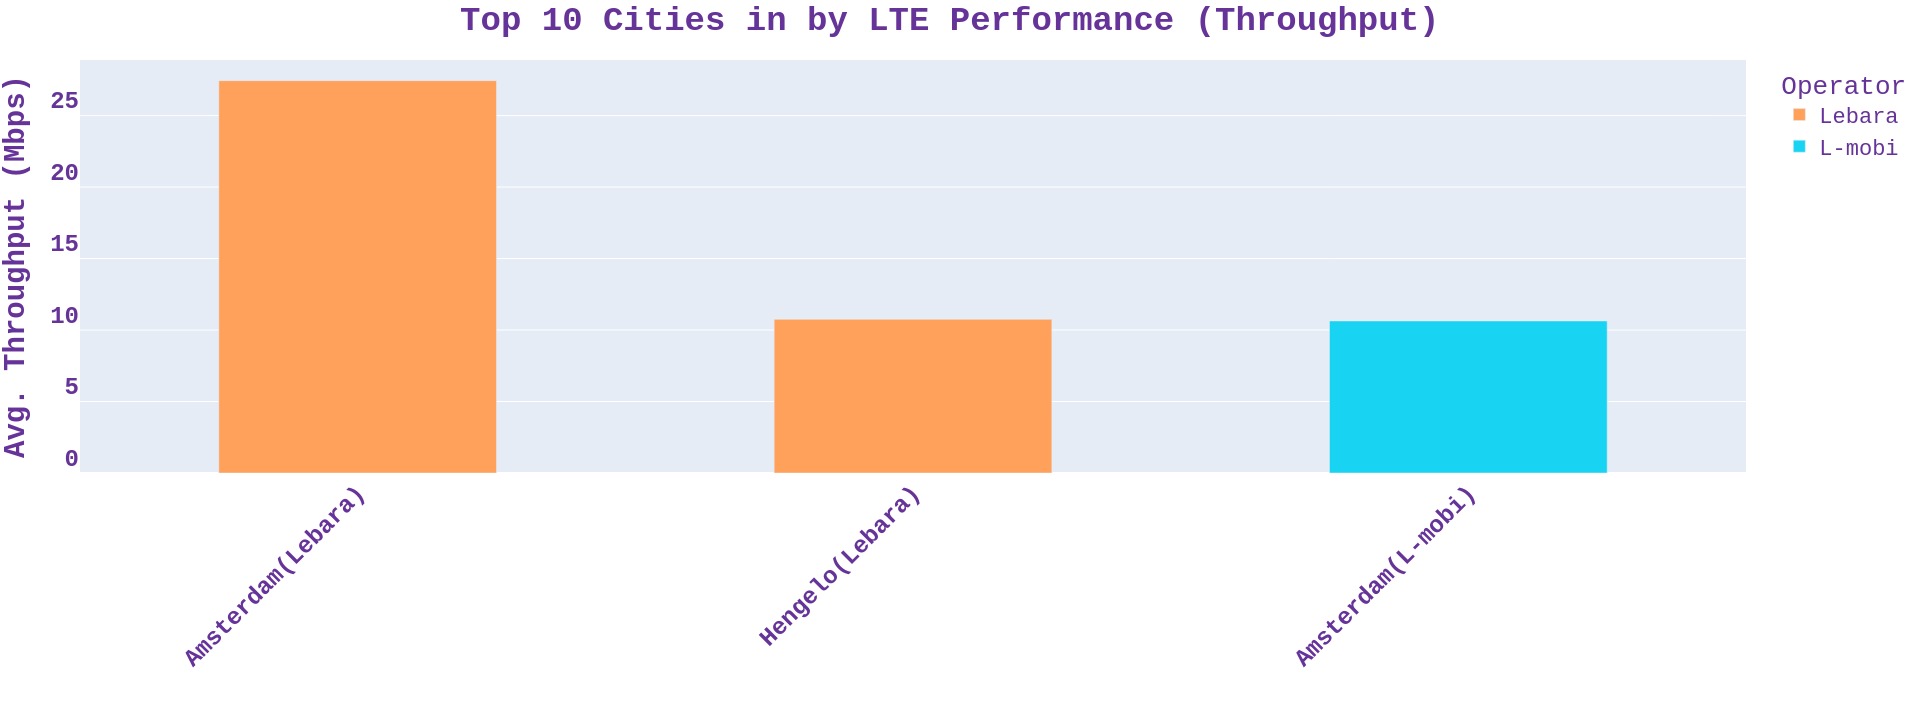 Top 10 Cities in by LTE Performance (Throughput)
Avg. Throughput (Mbps)
25
20
15
10
5
0
Amsterdam(Lebara)
Hengelo(Lebara)
Amsterdam(L-mobi)
Operator
Lebara
L-mobi